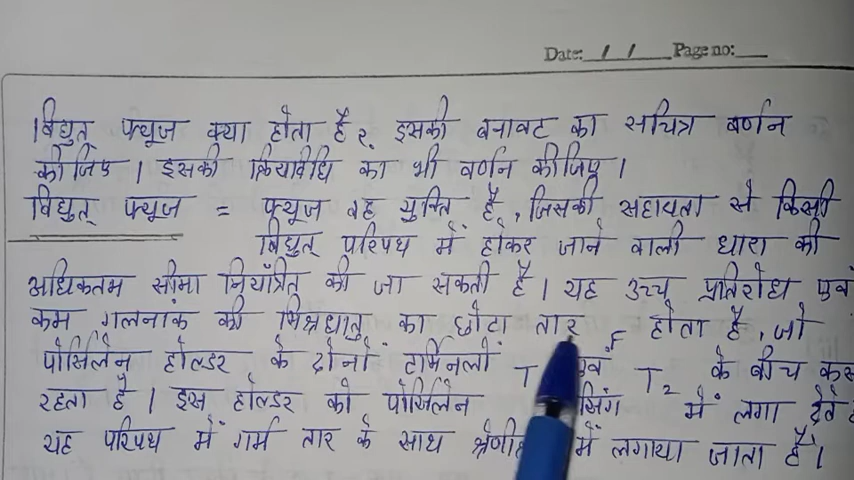 Date: / / Page no:
विद्युत् फ्यूज क्या होता है ? इसकी बनावट का सचित्र वर्णन
कीजिए । इसकी क्रियाविधि का भी वर्णन कीजिए ।
विद्युत् फ्यूज = फ्यूज वह युक्ति है , जिसकी सहायता से किसी
विद्युत् परिपथ में होकर जाने वाली धारा की
अधिकतम सीमा नियंत्रित की जा सकती है । यह उच्च प्रतिरोध एवं
कम गलनांक की मिश्रधातु का छोटा तार F होता है , जो
पोर्सिलेन होल्डर के दोनों टर्मिनलों T एवं T2 के बीच
रहता है । इस होल्डर को पोर्सिलेन में लगा देते
यह परिपथ में गर्म तार के साथ में लगाया जाता है ।